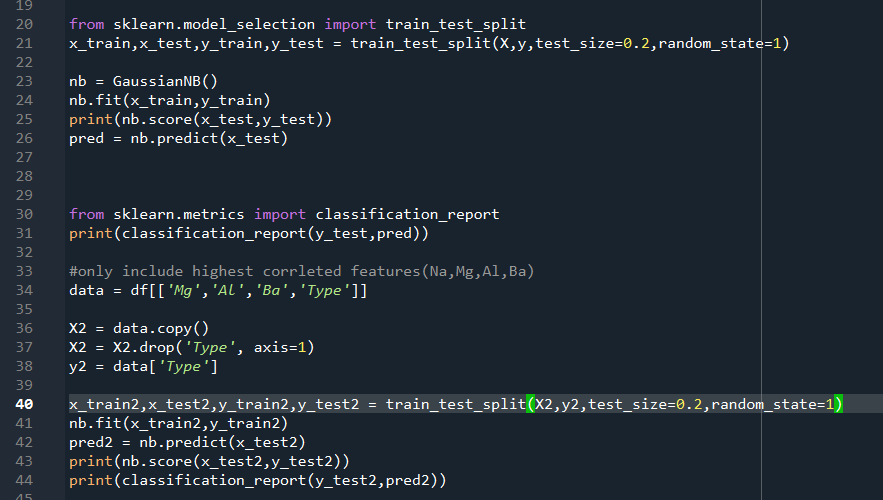 19
20 from sklearn.model_selection import train_test_split
21 x_train,x_test,y_train,y_test = train_test_split(X,y,test_size=0.2,random_state=1)
22
23 nb = GaussianNB()
24 nb.fit(x_train,y_train)
25 print(nb.score(x_test,y_test))
26 pred = nb.predict(x_test)
27
28
29
30 from sklearn.metrics import classification_report
31 print(classification_report(y_test,pred))
32
33 #only include highest corrleted features(Na,Mg,Al,Ba)
34 data = df[['Mg','Al','Ba','Type']]
35
36 X2 = data.copy()
37 X2 = X2.drop('Type', axis=1)
38 y2 = data['Type']
39
40 x_train2,x_test2,y_train2,y_test2 = train_test_split(X2,y2,test_size=0.2,random_state=1)
41 nb.fit(x_train2,y_train2)
42 pred2 = nb.predict(x_test2)
43 print(nb.score(x_test2,y_test2))
44 print(classification_report(y_test2,pred2))
45